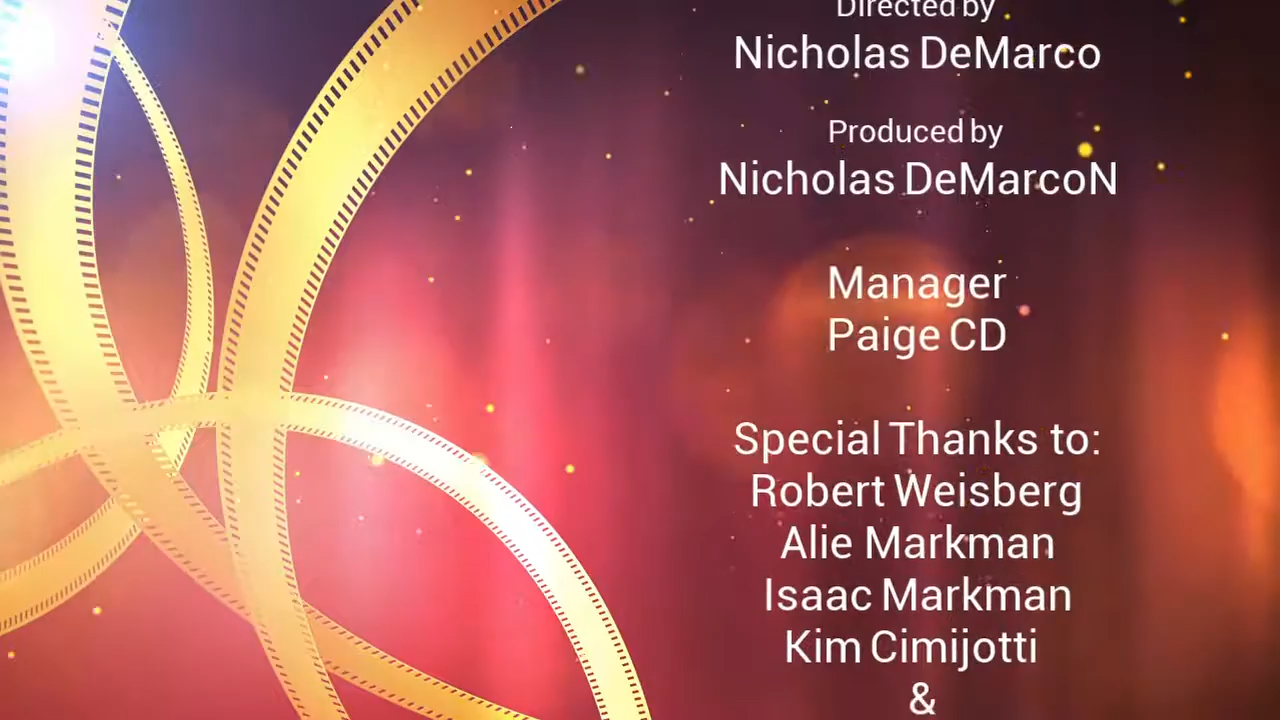 Directed by
Nicholas DeMarco
Produced by
Nicholas DeMarcoN
Manager
Paige CD
Special Thanks to:
Robert Weisberg
Alie Markman
Isaac Markman
Kim Cimijotti
&